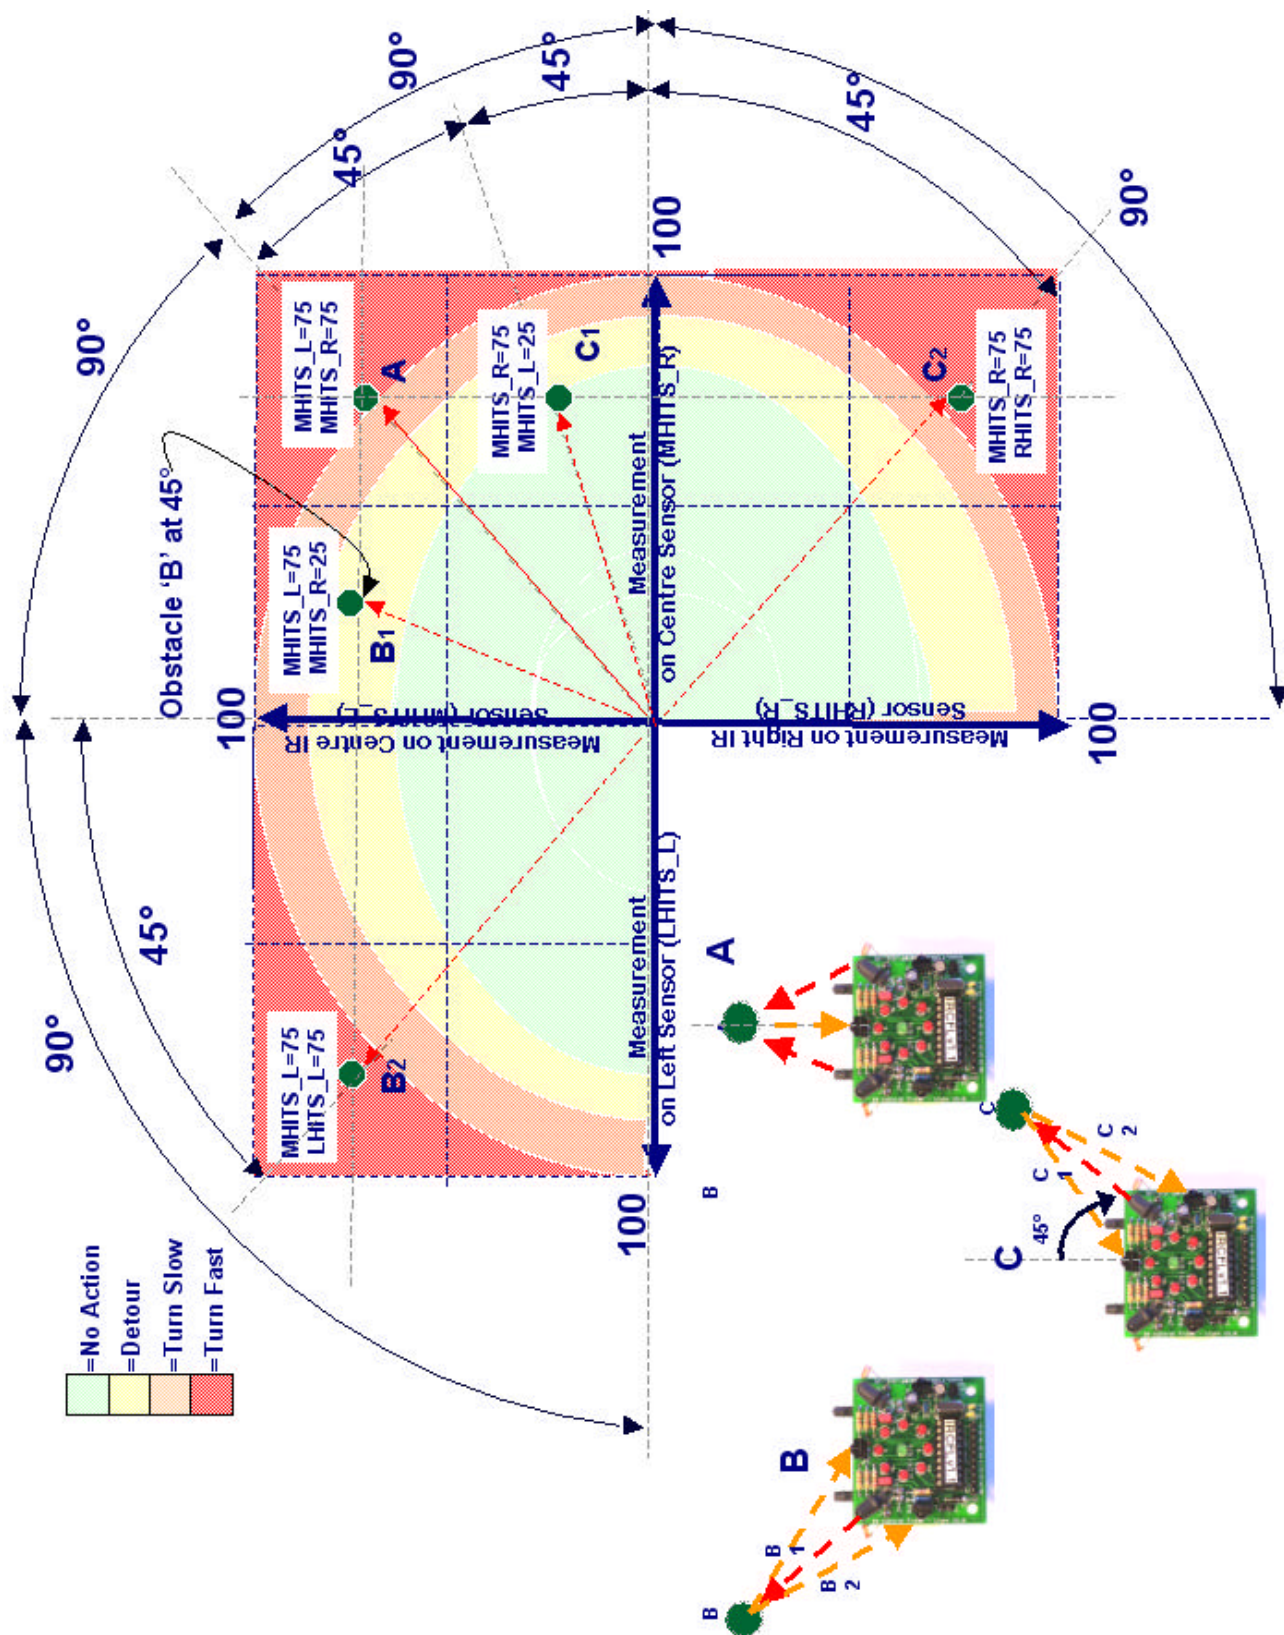 =No Action
=Detour
=Turn Slow
=Turn Fast
90°
45°
90°
90°
45°
45°
45°
90°
Obstacle 'B' at 45°
100
100
100
100
MHITS_L=75
LHITS_L=75
B2
MHITS_L=75
MHITS_R=25
B1
MHITS_L=75
MHITS_R=75
A
MHITS_R=75
MHITS_L=25
C1
MHITS_R=75
RHITS_R=75
C2
Measurement on Centre IR
Sensor (MHITS_L)
Measurement
on Centre Sensor (MHITS_R)
Measurement
on Left Sensor (LHITS_L)
Measurement on Right IR
Sensor (RHITS_R)
B
A
B
B
1
B
2
B
C
C
1
C
2
45°
C